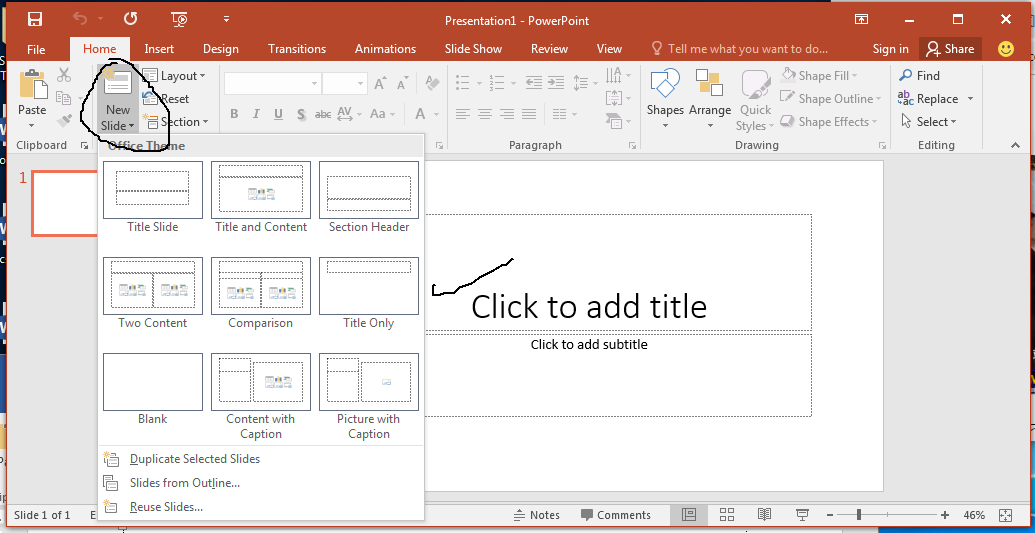 Presentation1 - PowerPoint
File Home Insert Design Transitions Animations Slide Show Review View Tell me what you want to do... Sign in Share
Paste
Clipboard
New
Slide
Layout
Reset
Section
B I U S abc AV Aa A
A A
Paragraph
Shapes Arrange Quick
Styles
Shape Fill
Shape Outline
Shape Effects
Drawing
Find
Replace
Select
Editing
Office Theme
Title Slide Title and Content Section Header
Two Content Comparison Title Only
Blank Content with Picture with
Caption Caption
Duplicate Selected Slides
Slides from Outline...
Reuse Slides...
1
Click to add title
Click to add subtitle
Slide 1 of 1 Notes Comments 46%